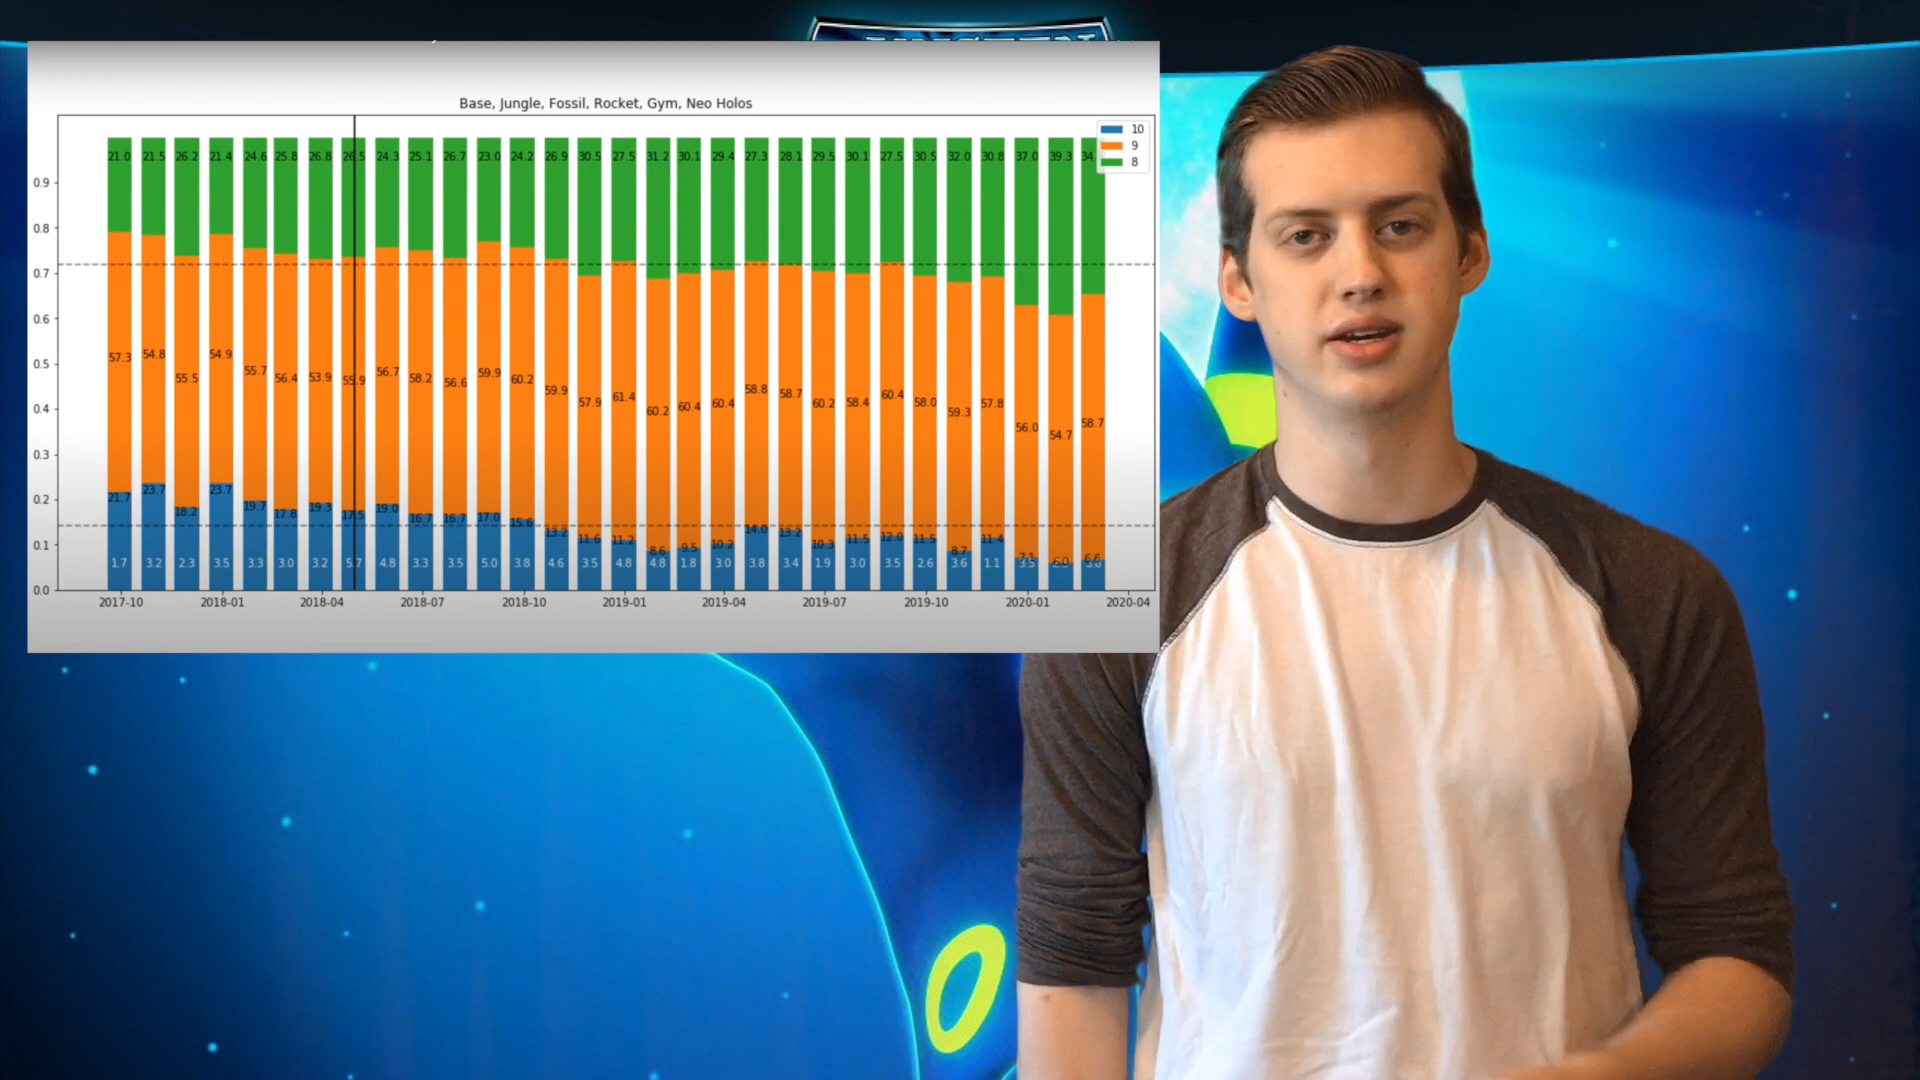 Base, Jungle, Fossil, Rocket, Gym, Neo Holos
10
9
8
21.0 21.5 26.2 21.4 24.6 25.8 26.8 26.5 24.3 25.1 26.7 23.0 24.2 26.9 30.5 27.5 31.2 30.1 29.4 27.3 28.1 29.5 30.1 27.5 30.5 32.0 30.8 37.0 39.3
0.9
0.8
0.7
0.6
0.5
0.4
0.3
0.2
0.1
0.0
57.3 54.8 55.5 54.9 55.7 56.4 53.9 55.9 56.7 58.2 56.6 59.9 60.2 59.9 57.9 61.4 60.2 60.4 60.4 58.8 58.7 60.2 58.4 60.4 58.0 59.3 57.8 56.0 54.7 58.7
21.7 23.7 18.2 23.7 19.7 17.8 19.3 17.5 19.0 16.7 16.7 17.0 15.6 13.2 11.6 11.2 8.6 9.5 10.2 14.0 13.2 10.3 11.5 12.0 11.5 8.7 11.4 7.1 6.6
1.7 3.2 2.3 3.5 3.3 3.0 3.2 5.7 4.8 3.3 3.5 5.0 3.8 4.6 3.5 4.8 4.8 1.8 3.0 3.8 3.4 1.9 3.0 3.5 2.6 3.6 1.1 3.5
2017-10 2018-01 2018-04 2018-07 2018-10 2019-01 2019-04 2019-07 2019-10 2020-01 2020-04